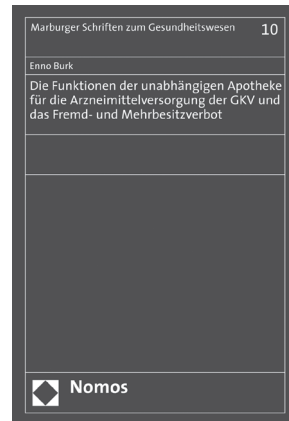 Marburger Schriften zum Gesundheitswesen 10
Enno Burk
Die Funktionen der unabhängigen Apotheke
für die Arzneimittelversorgung der GKV und
das Fremd- und Mehrbesitzverbot
Nomos